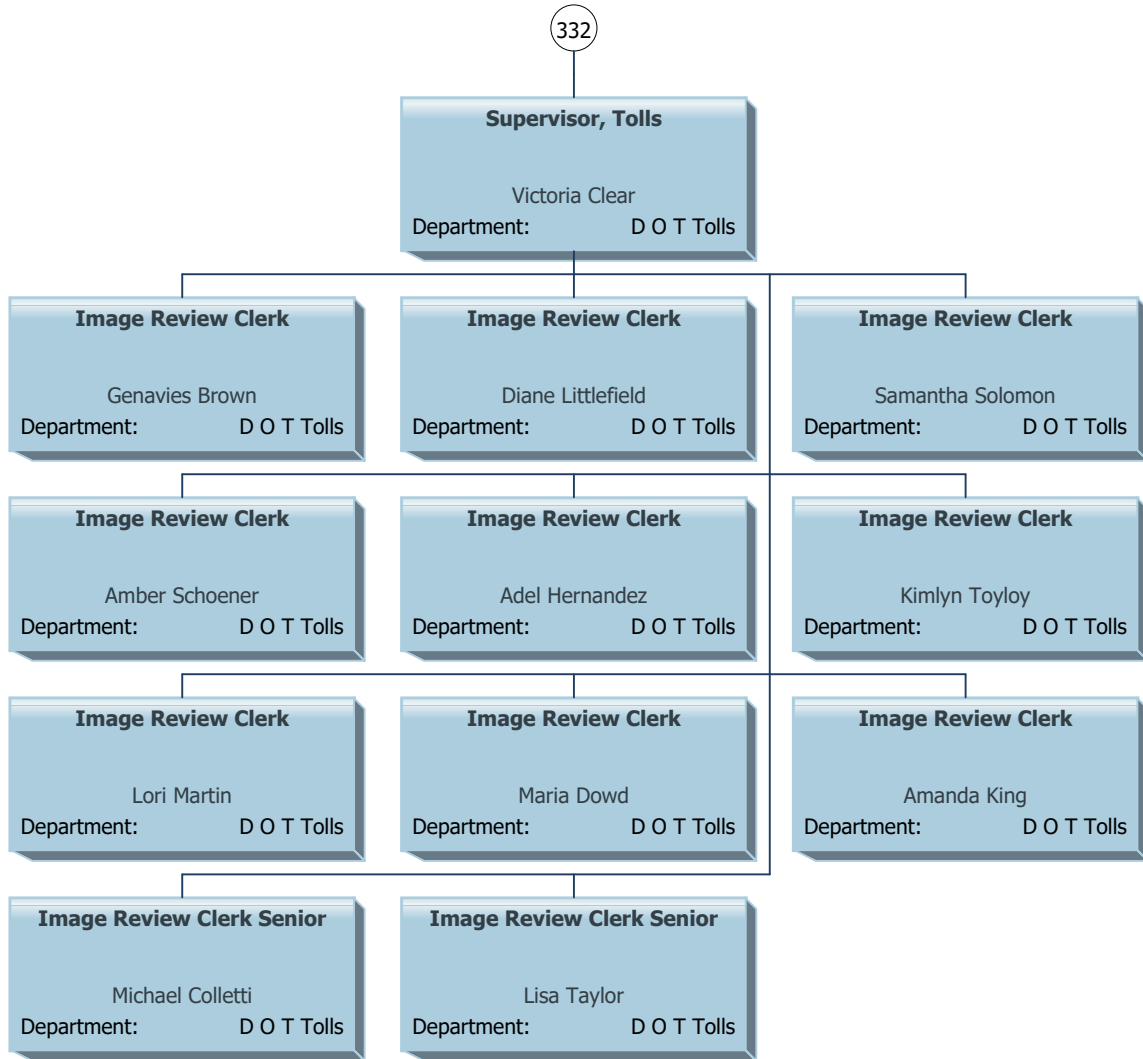 332
Supervisor, Tolls
Victoria Clear
Department: D O T Tolls
Image Review Clerk
Genavies Brown
Department: D O T Tolls
Image Review Clerk
Diane Littlefield
Department: D O T Tolls
Image Review Clerk
Samantha Solomon
Department: D O T Tolls
Image Review Clerk
Amber Schoener
Department: D O T Tolls
Image Review Clerk
Adel Hernandez
Department: D O T Tolls
Image Review Clerk
Kimlyn Toyloy
Department: D O T Tolls
Image Review Clerk
Lori Martin
Department: D O T Tolls
Image Review Clerk
Maria Dowd
Department: D O T Tolls
Image Review Clerk
Amanda King
Department: D O T Tolls
Image Review Clerk Senior
Michael Colletti
Department: D O T Tolls
Image Review Clerk Senior
Lisa Taylor
Department: D O T Tolls